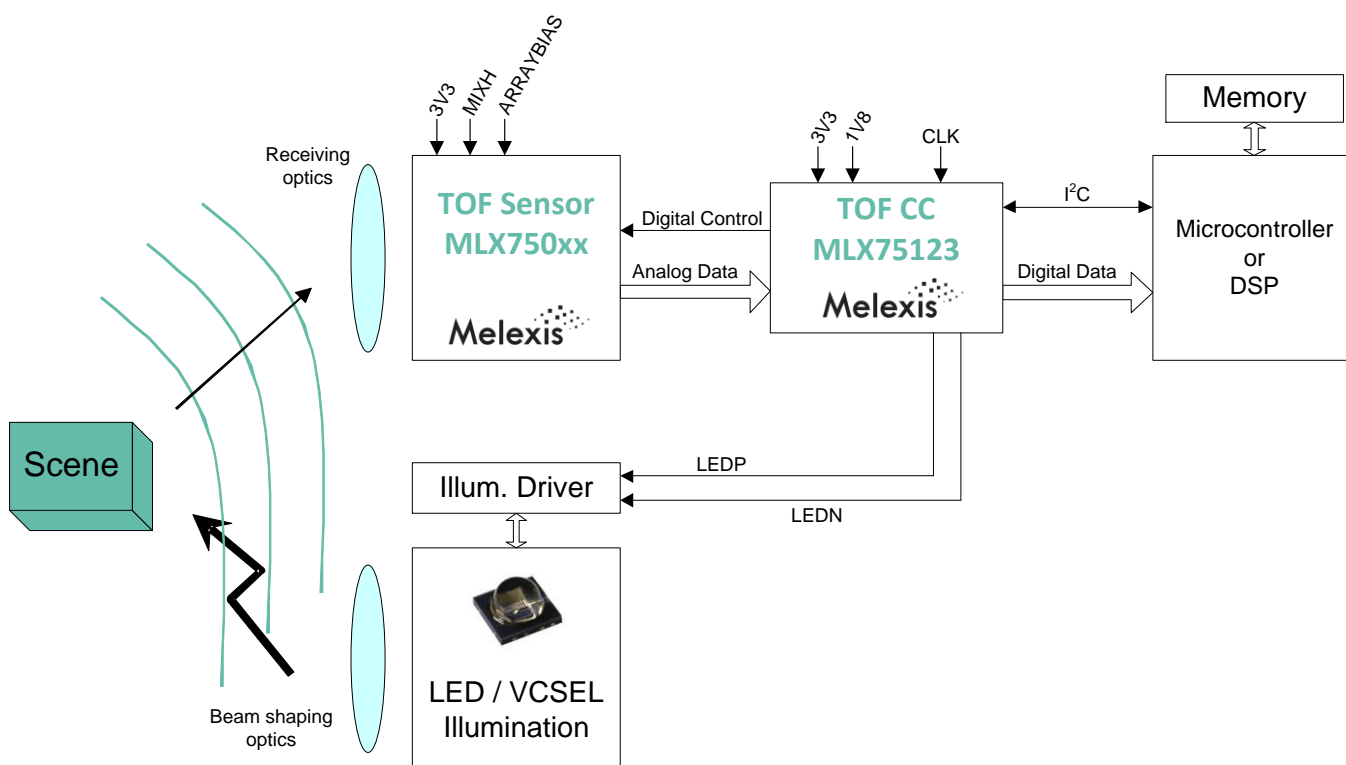 3V3
MIXH
ARRAYBIAS
Receiving
optics
TOF Sensor
MLX750xx
Melexis
Digital Control
Analog Data
3V3
1V8
CLK
TOF CC
MLX75123
Melexis
I²C
Digital Data
Memory
Microcontroller
or
DSP
Scene
LEDP
LEDN
Illum. Driver
LED / VCSEL
Illumination
Beam shaping
optics